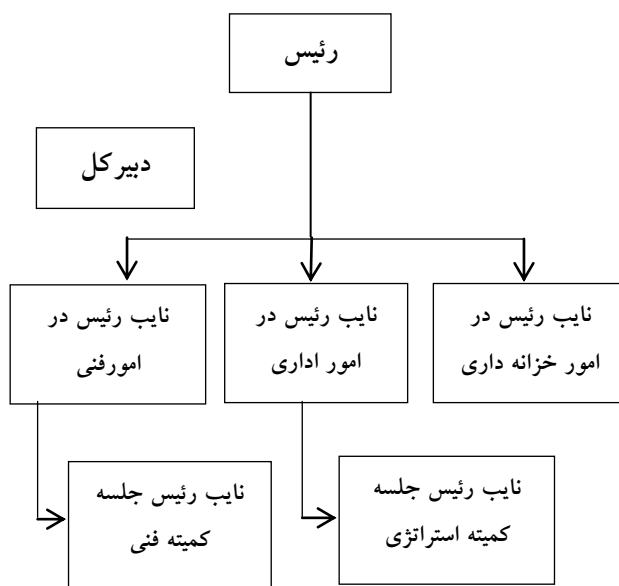 رئیس
دبیرکل
نایب رئیس در
امور خزانه داری
نایب رئیس در
امور اداری
نایب رئیس در
امورفنی
نایب رئیس جلسه
کمیته استراتژی
نایب رئیس جلسه
کمیته فنی